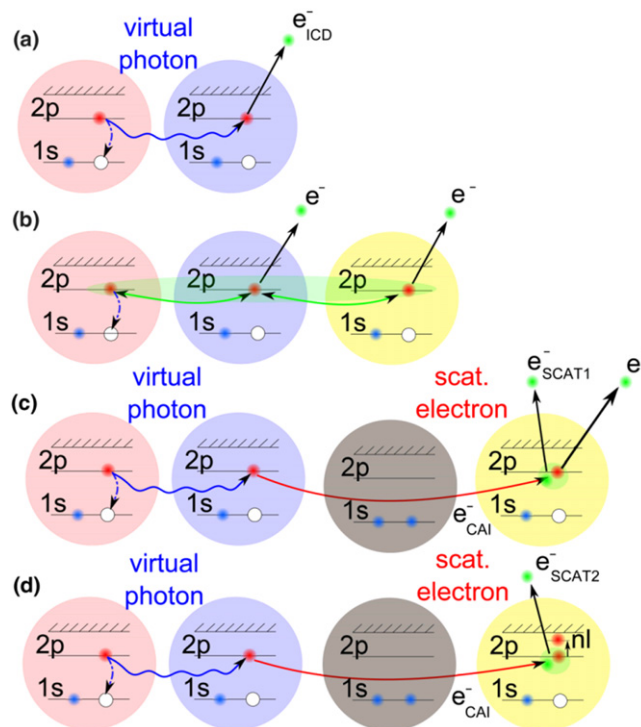 (a)
virtual
photon
e⁻ICD
2p
2p
1s
1s
(b)
e⁻
e⁻
2p
2p
2p
1s
1s
1s
virtual
photon
scat.
electron
(c)
e⁻SCAT1
e
2p
2p
2p
2p
1s
1s
1s
1s
e⁻CAI
virtual
photon
scat.
electron
(d)
e⁻SCAT2
nl
2p
2p
2p
2p
1s
1s
1s
1s
e⁻CAI